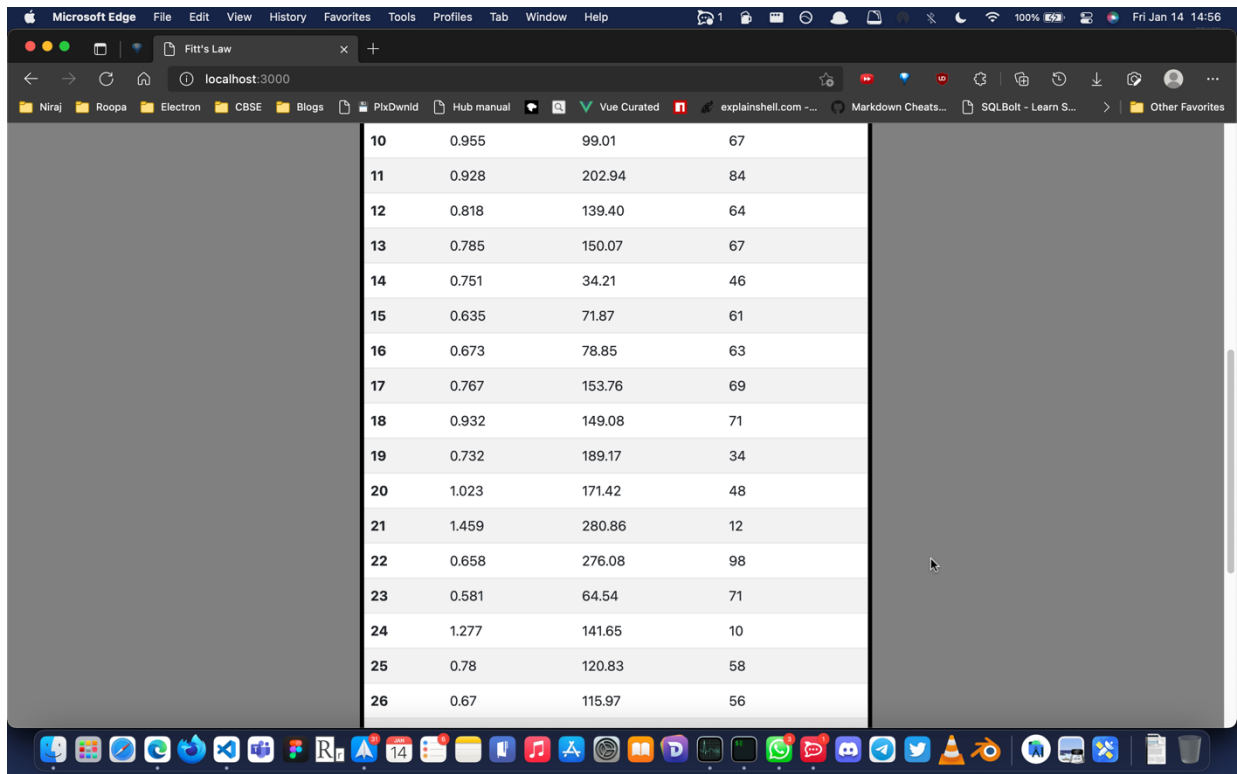 Microsoft Edge File Edit View History Favorites Tools Profiles Tab Window Help 1 100% Fri Jan 14 14:56
Fitt's Law
localhost:3000
Niraj Roopa Electron CBSE Blogs PlxDwnld Hub manual Vue Curated explainshell.com -... Markdown Cheats... SQLBolt - Learn S... Other Favorites
10 0.955 99.01 67
11 0.928 202.94 84
12 0.818 139.40 64
13 0.785 150.07 67
14 0.751 34.21 46
15 0.635 71.87 61
16 0.673 78.85 63
17 0.767 153.76 69
18 0.932 149.08 71
19 0.732 189.17 34
20 1.023 171.42 48
21 1.459 280.86 12
22 0.658 276.08 98
23 0.581 64.54 71
24 1.277 141.65 10
25 0.78 120.83 58
26 0.67 115.97 56
JAN
14